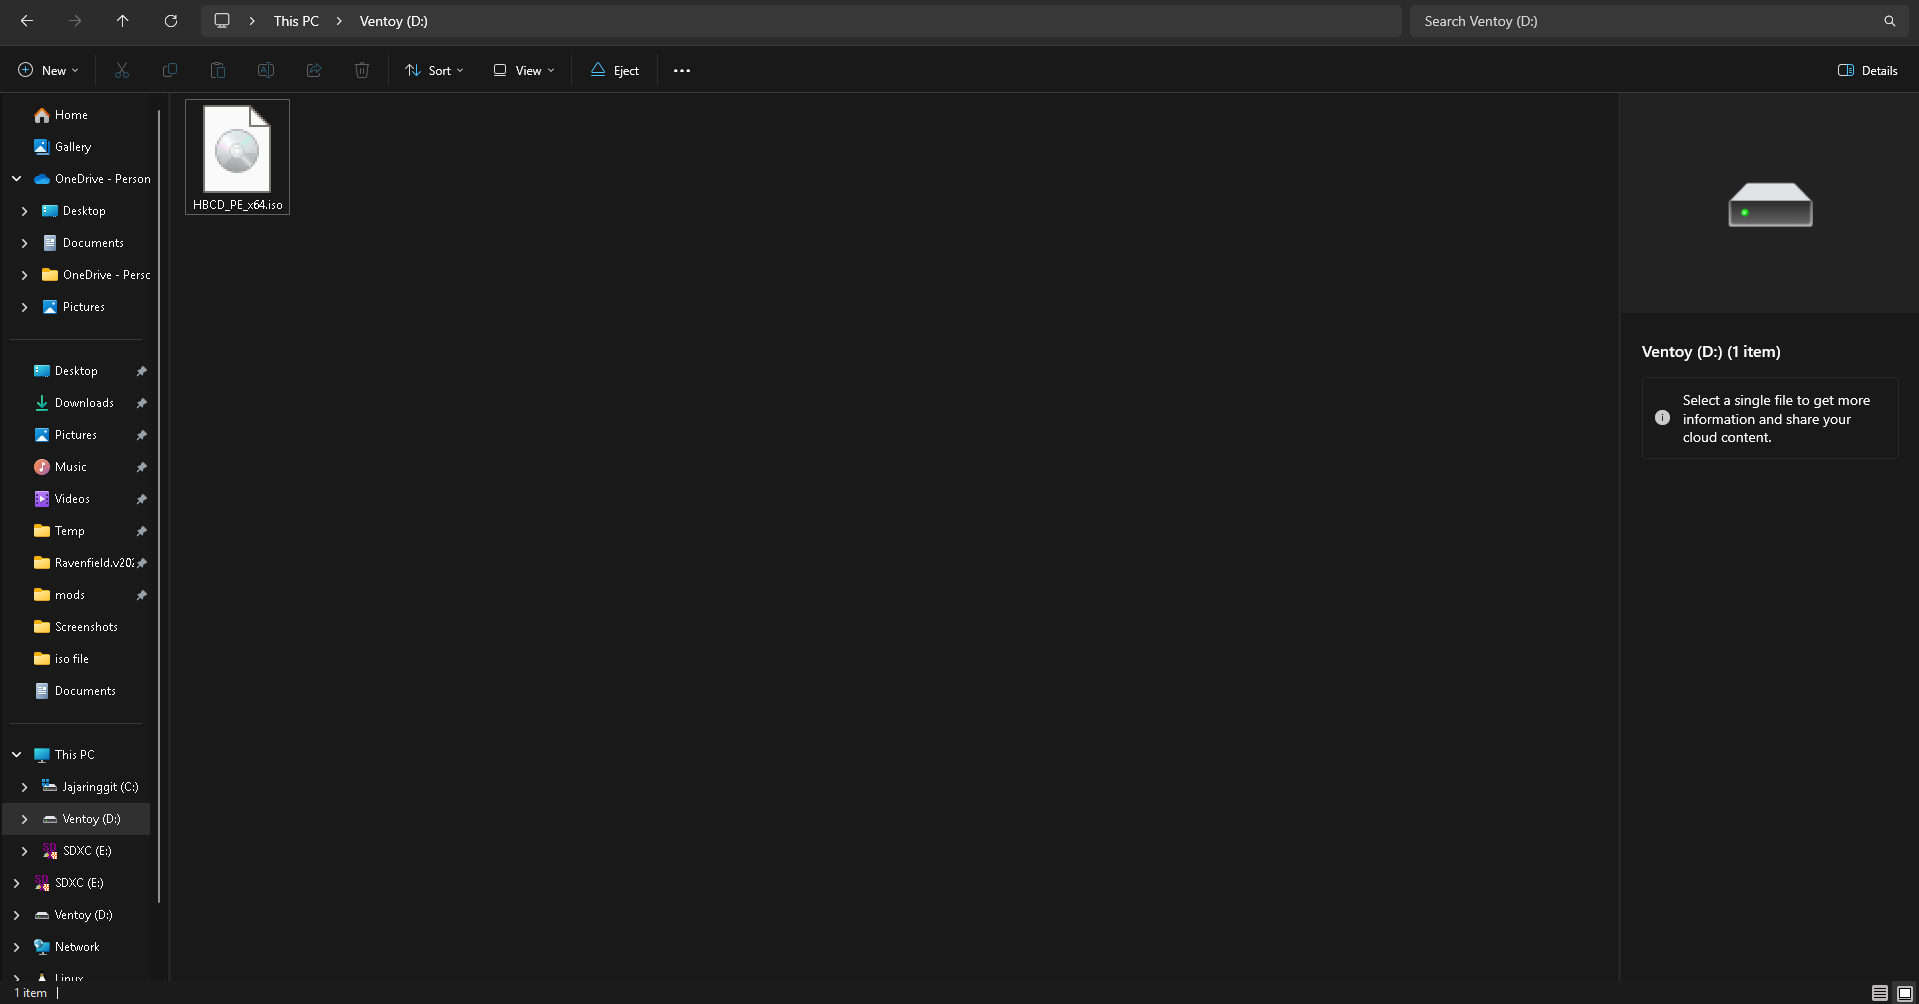 This PC
Ventoy (D:)
Search Ventoy (D:)
New
Sort
View
Eject
Details
Home
Gallery
OneDrive - Person
Desktop
Documents
OneDrive - Persc
Pictures
Desktop
Downloads
Pictures
Music
Videos
Temp
Ravenfield.v202
mods
Screenshots
iso file
Documents
This PC
Jajaringgit (C:)
Ventoy (D:)
SDXC (E:)
SDXC (E:)
Ventoy (D:)
Network
Linux
1 item
HBCD_PE_x64.iso
Ventoy (D:) (1 item)
Select a single file to get more
information and share your
cloud content.